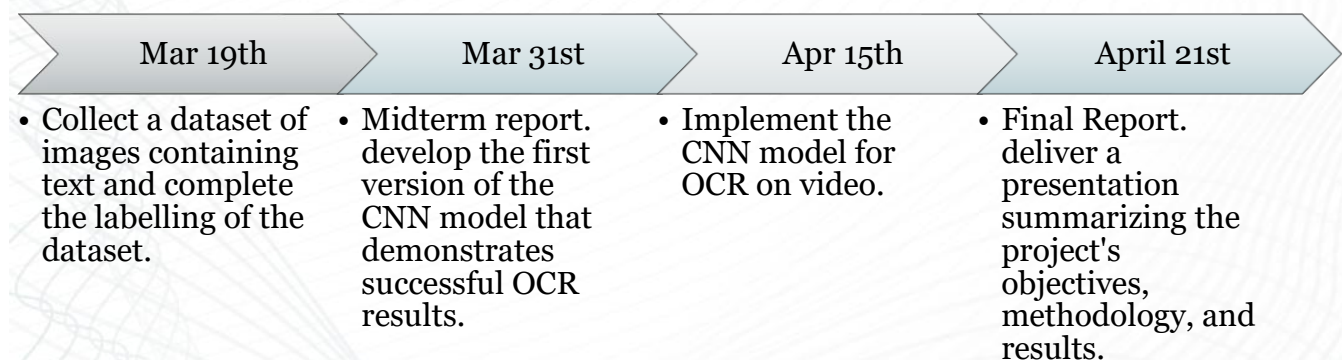 Mar 19th
• Collect a dataset of
images containing
text and complete
the labelling of the
dataset.
Mar 31st
• Midterm report.
develop the first
version of the
CNN model that
demonstrates
successful OCR
results.
Apr 15th
• Implement the
CNN model for
OCR on video.
April 21st
• Final Report.
deliver a
presentation
summarizing the
project's
objectives,
methodology, and
results.